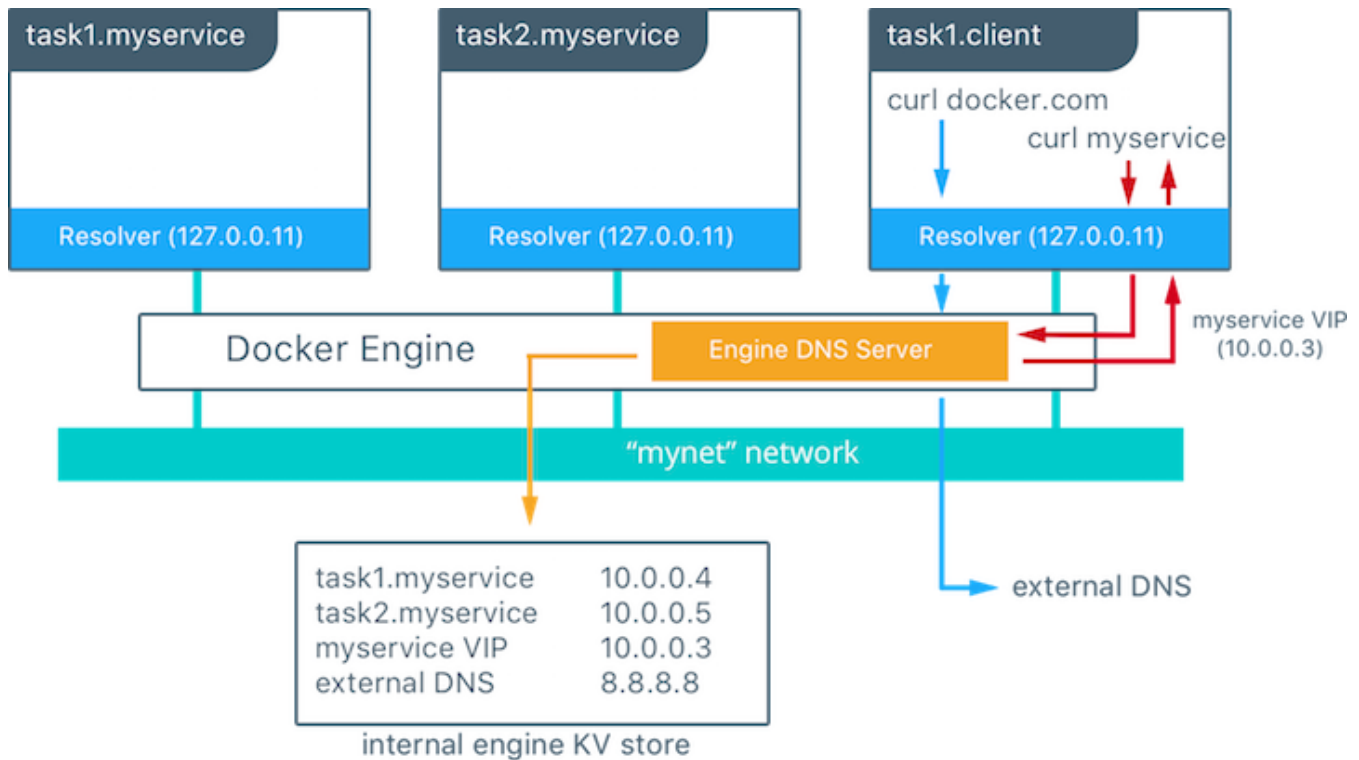 task1.myservice
task2.myservice
task1.client
curl docker.com
curl myservice
Resolver (127.0.0.11)
Resolver (127.0.0.11)
Resolver (127.0.0.11)
Docker Engine
Engine DNS Server
myservice VIP
(10.0.0.3)
“mynet” network
task1.myservice 10.0.0.4
task2.myservice 10.0.0.5
myservice VIP 10.0.0.3
external DNS 8.8.8.8
external DNS
internal engine KV store